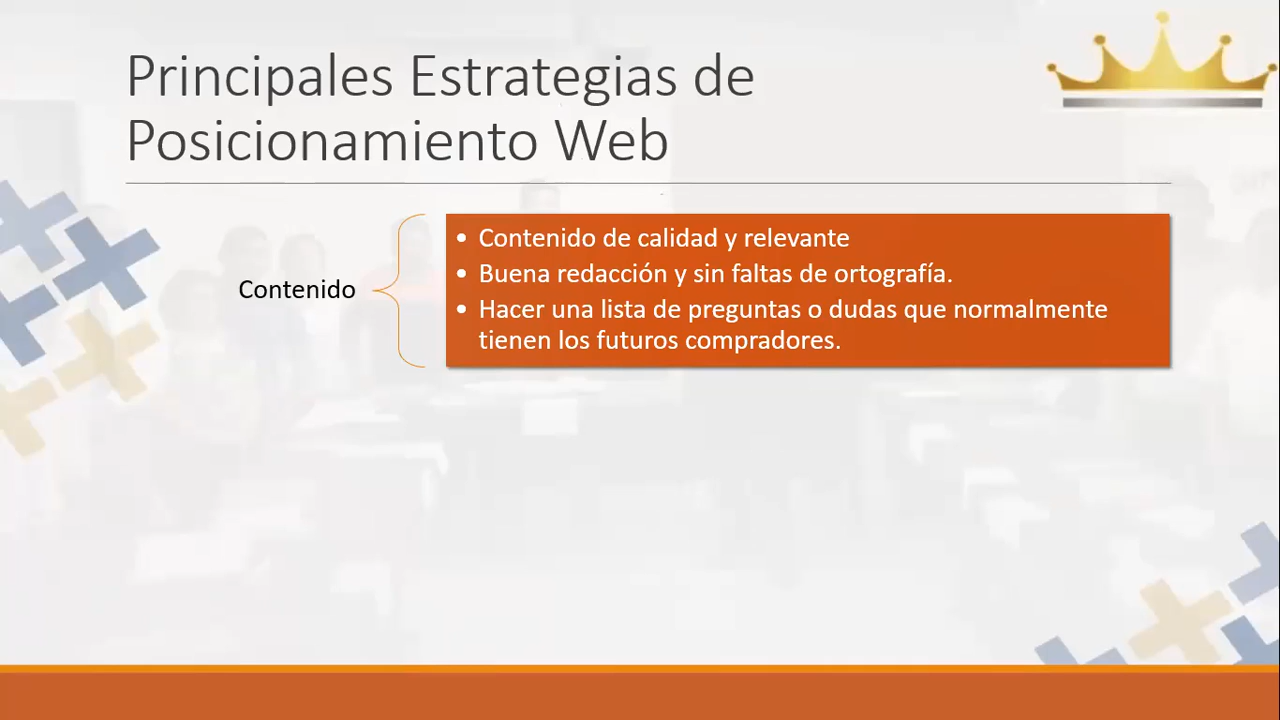 Principales Estrategias de
Posicionamiento Web
Contenido
• Contenido de calidad y relevante
• Buena redacción y sin faltas de ortografía.
• Hacer una lista de preguntas o dudas que normalmente
tienen los futuros compradores.